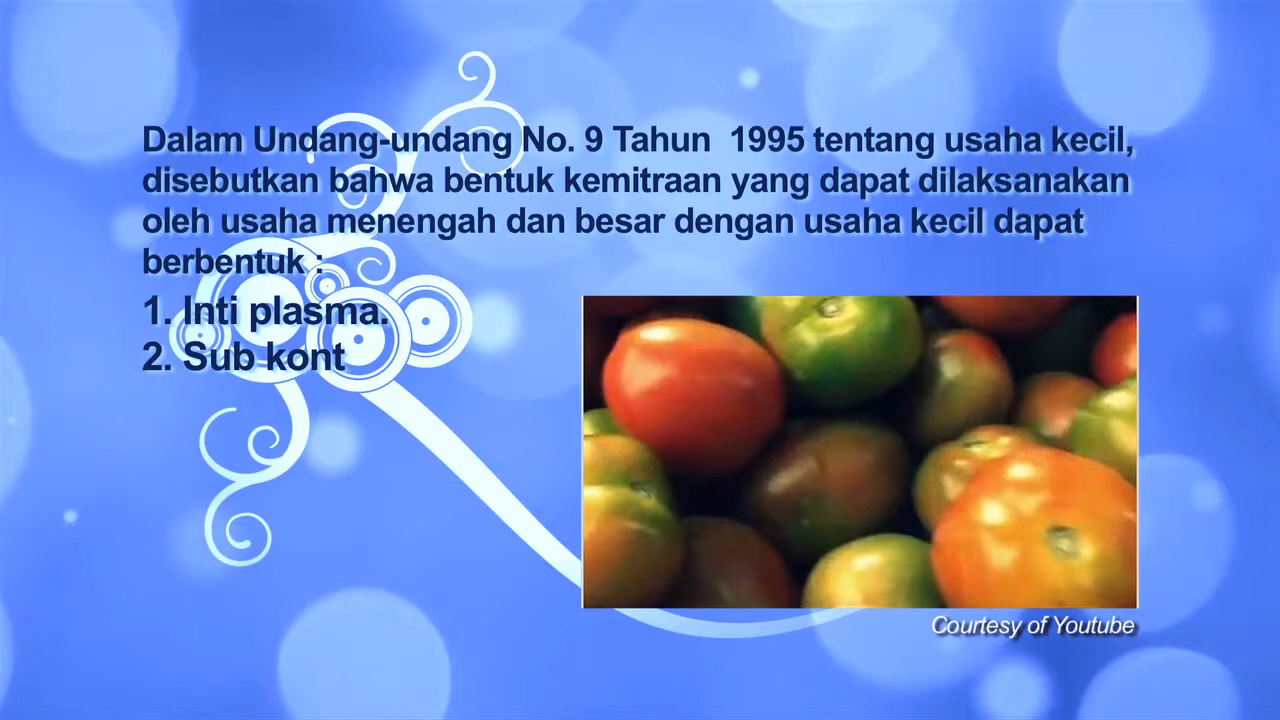 Dalam Undang-undang No. 9 Tahun 1995 tentang usaha kecil,
disebutkan bahwa bentuk kemitraan yang dapat dilaksanakan
oleh usaha menengah dan besar dengan usaha kecil dapat
berbentuk :
1. Inti plasma.
2. Sub kont
Courtesy of Youtube